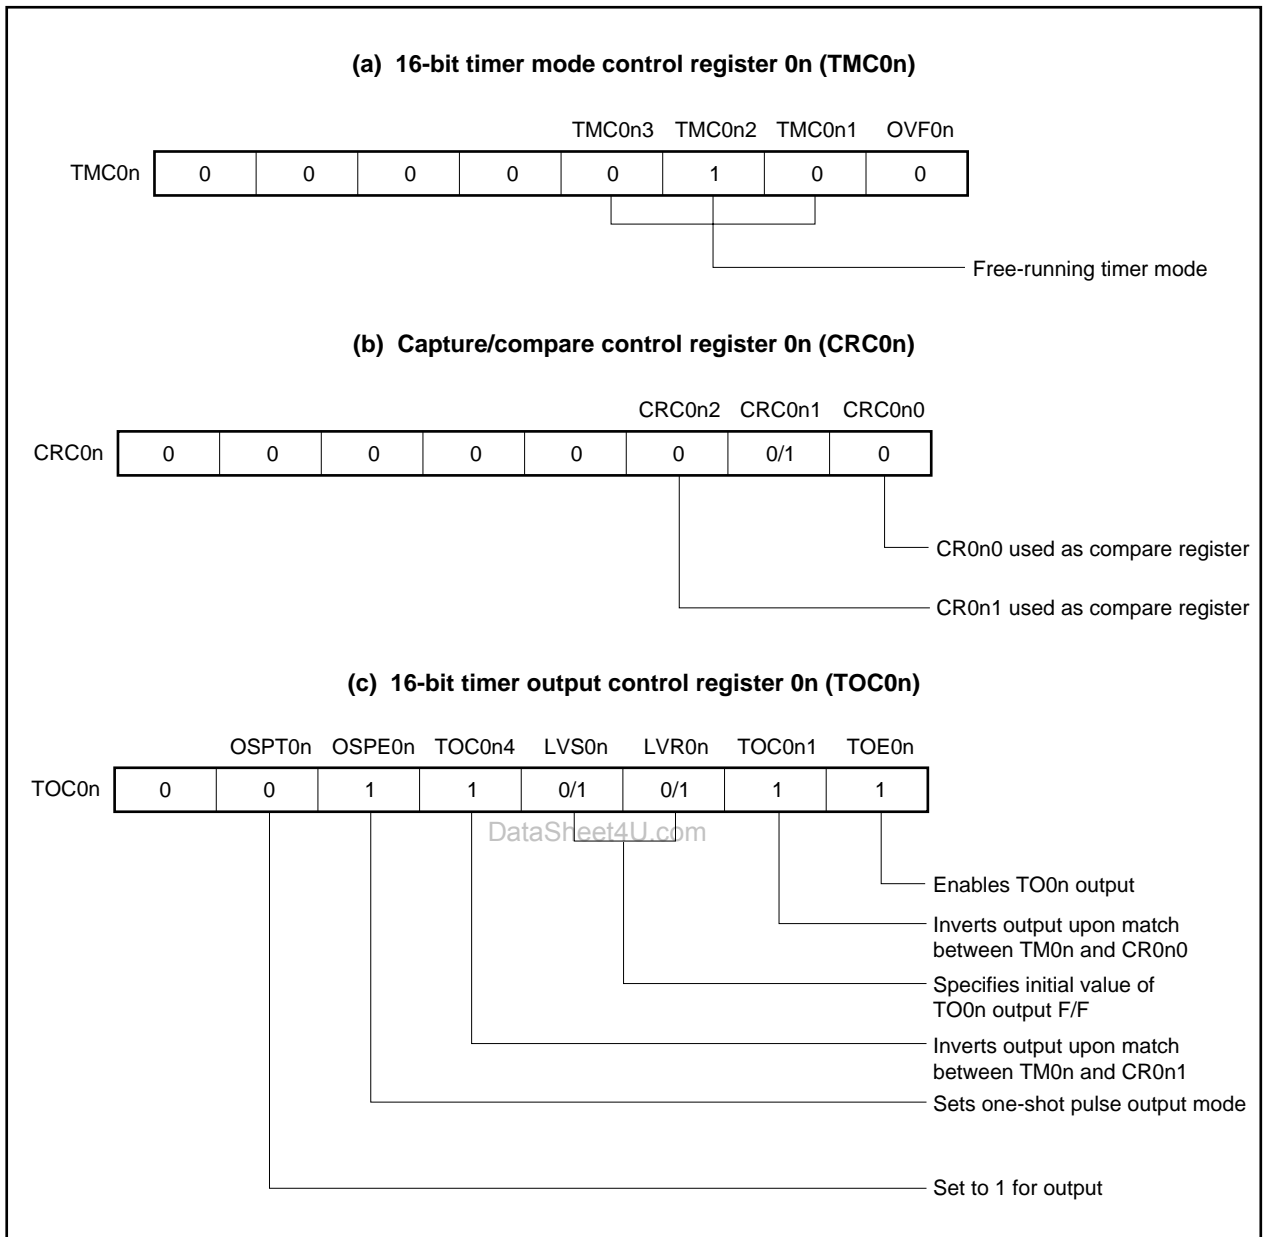 (a) 16-bit timer mode control register 0n (TMC0n)
TMC0n3 TMC0n2 TMC0n1 OVF0n
TMC0n 0 0 0 0 0 1 0 0
Free-running timer mode
(b) Capture/compare control register 0n (CRC0n)
CRC0n2 CRC0n1 CRC0n0
CRC0n 0 0 0 0 0 0 0/1 0
CR0n0 used as compare register
CR0n1 used as compare register
(c) 16-bit timer output control register 0n (TOC0n)
OSPT0n OSPE0n TOC0n4 LVS0n LVR0n TOC0n1 TOE0n
TOC0n 0 0 1 1 0/1 0/1 1 1
DataSheet4U.com
Enables TO0n output
Inverts output upon match
between TM0n and CR0n0
Specifies initial value of
TO0n output F/F
Inverts output upon match
between TM0n and CR0n1
Sets one-shot pulse output mode
Set to 1 for output